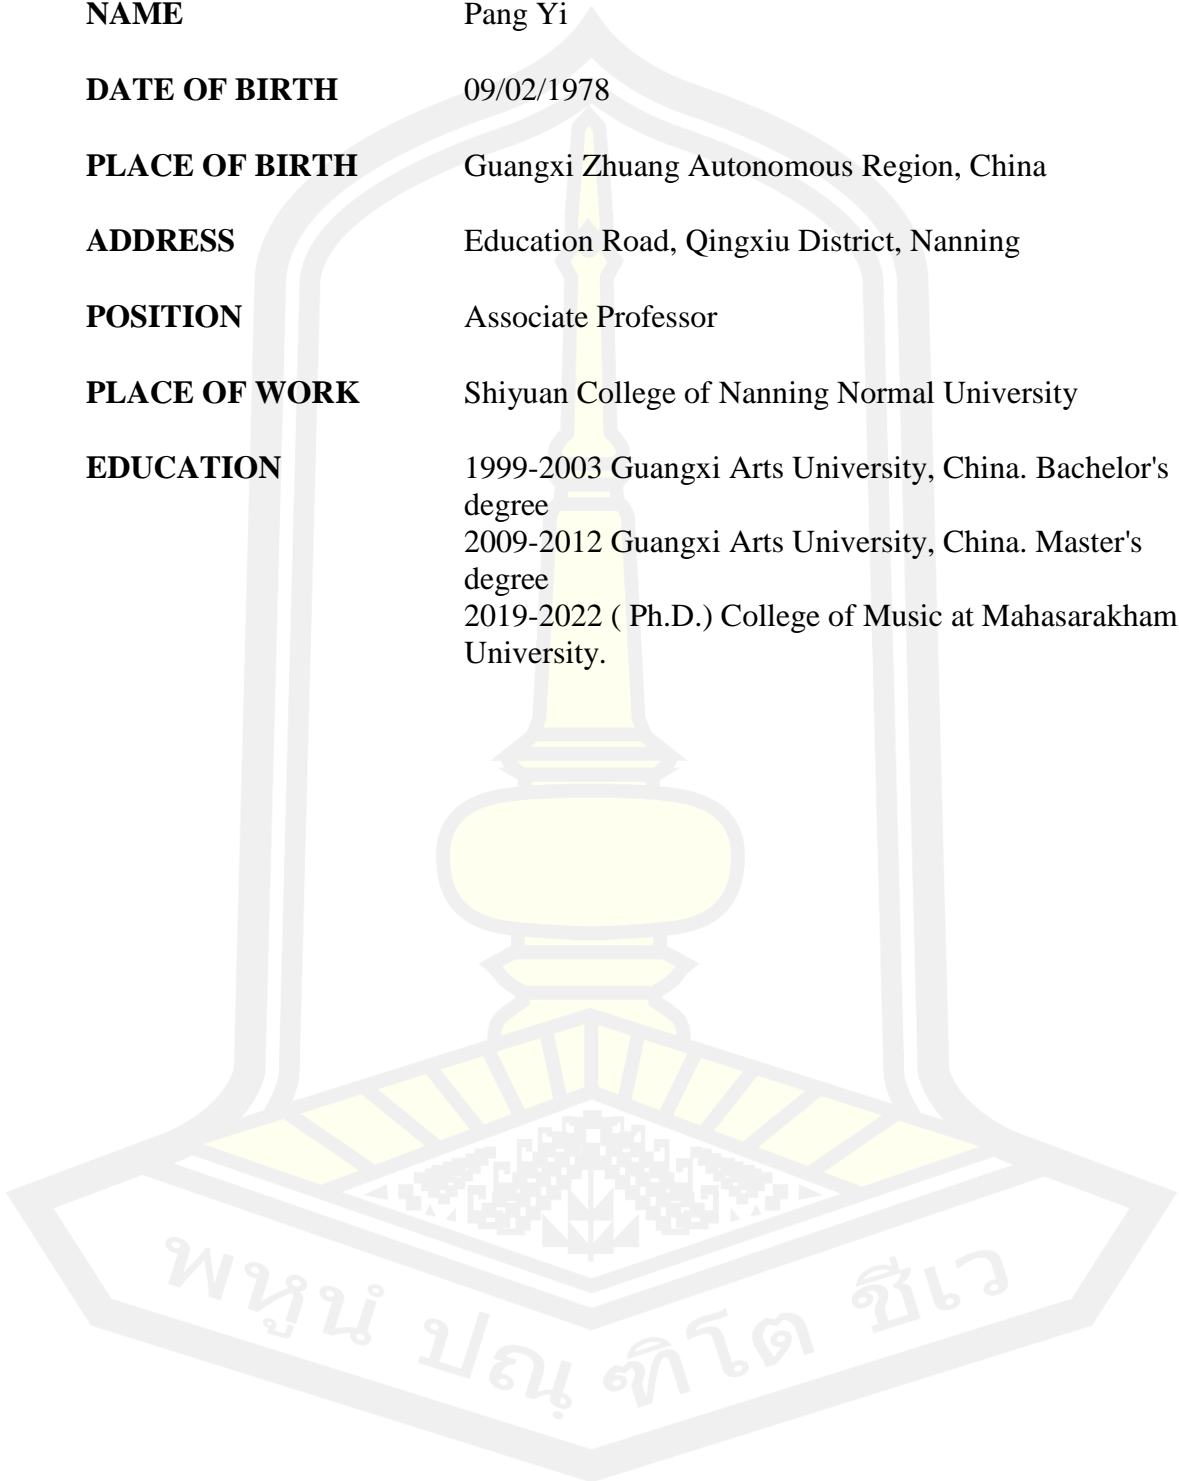 NAME Pang Yi
DATE OF BIRTH 09/02/1978
PLACE OF BIRTH Guangxi Zhuang Autonomous Region, China
ADDRESS Education Road, Qingxiu District, Nanning
POSITION Associate Professor
PLACE OF WORK Shiyuan College of Nanning Normal University
EDUCATION 1999-2003 Guangxi Arts University, China. Bachelor's
degree
2009-2012 Guangxi Arts University, China. Master's
degree
2019-2022 ( Ph.D.) College of Music at Mahasarakham
University.
พหูนํ ปณฺฑิโต ชีเว